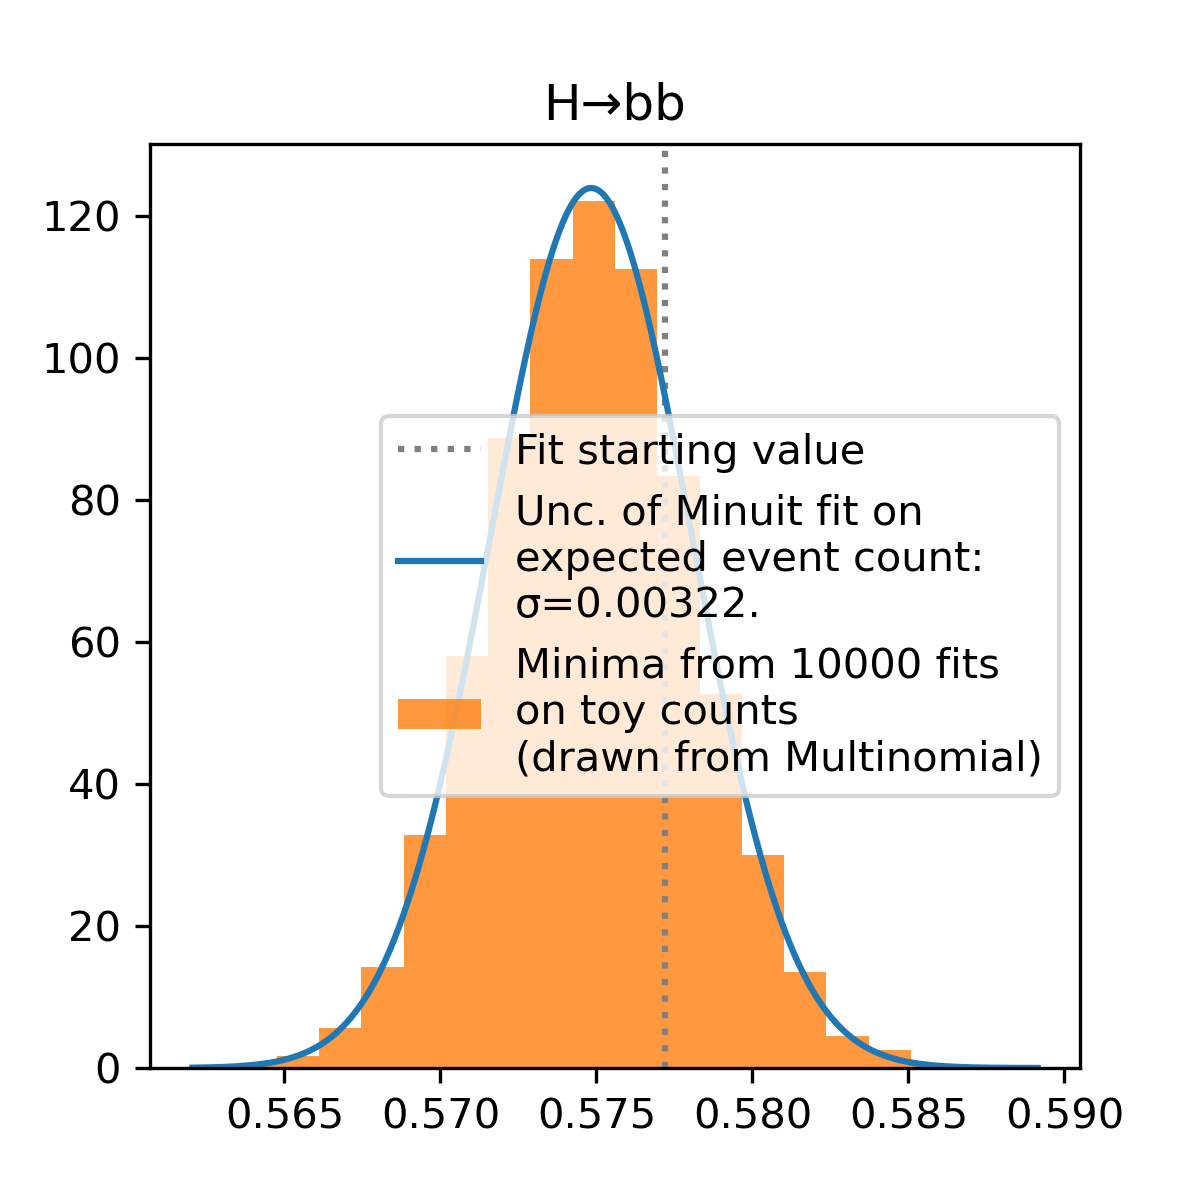 H→bb
120
100
80
60
40
20
0
Fit starting value
Unc. of Minuit fit on
expected event count:
σ=0.00322.
Minima from 10000 fits
on toy counts
(drawn from Multinomial)
0.565 0.570 0.575 0.580 0.585 0.590